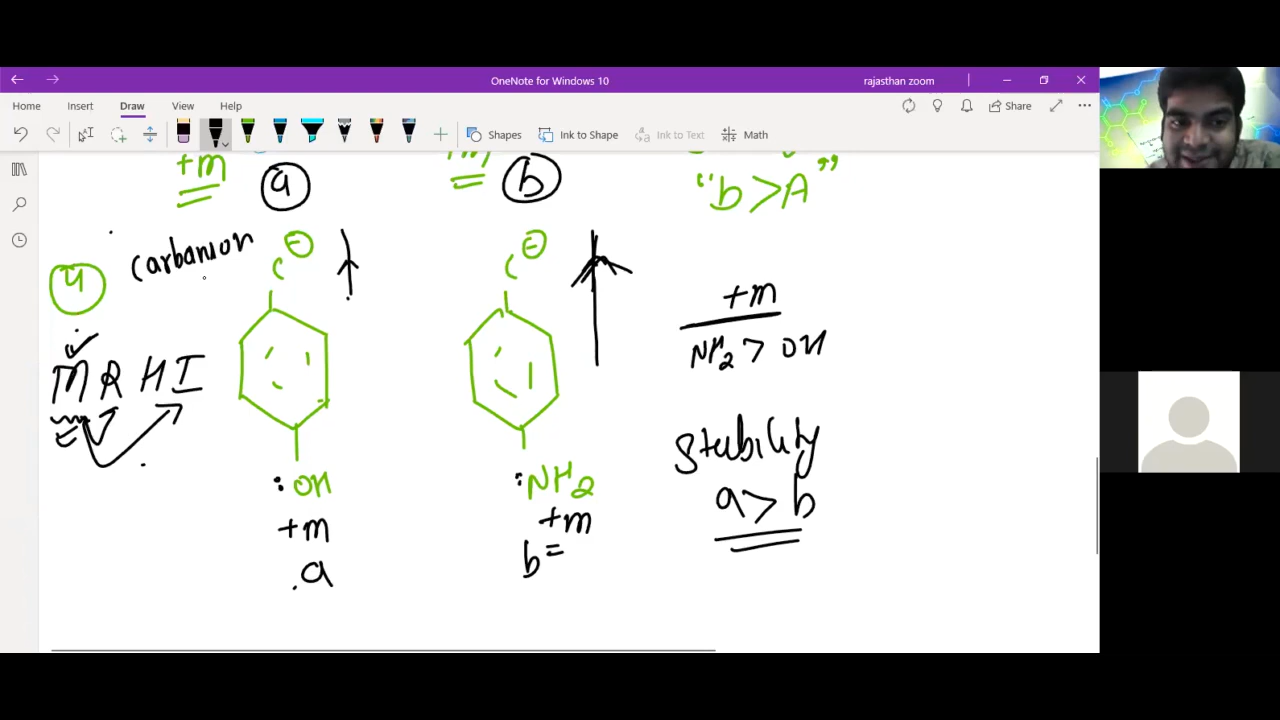 OneNote for Windows 10
rajasthan zoom
Home Insert Draw View Help
Share
Shapes
Ink to Shape
Ink to Text
Math
+m
a
+m
b
"b > A"
4
carbanion
C ⊖
C ⊖
+m
NH2 > OH
M R H I
Stability
a > b
: OH
: NH2
+m
+m
a
b =